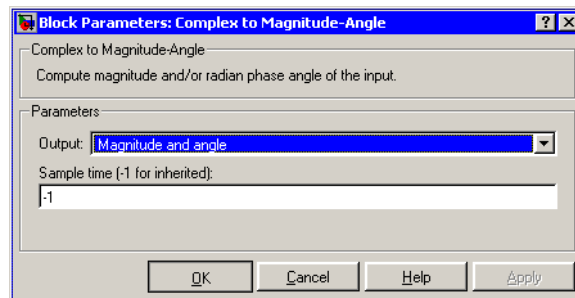 Block Parameters: Complex to Magnitude-Angle
Complex to Magnitude-Angle
Compute magnitude and/or radian phase angle of the input.
Parameters
Output: Magnitude and angle
Sample time (-1 for inherited):
-1
OK Cancel Help Apply